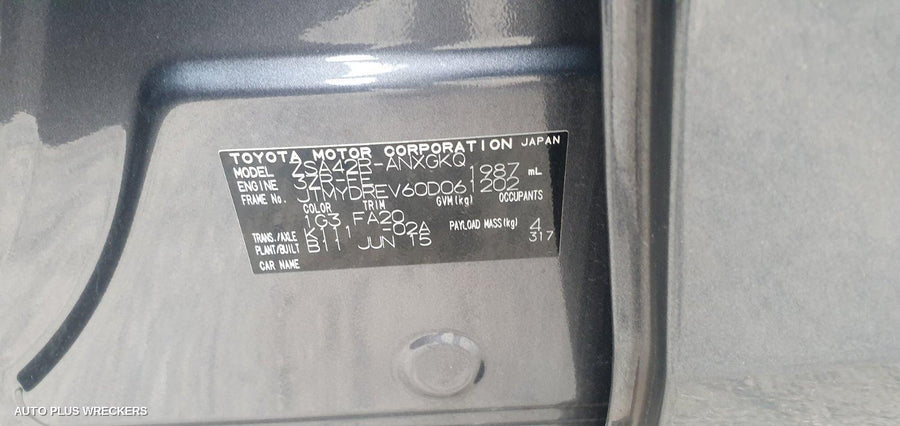 TOYOTA MOTOR CORPORATION JAPAN
MODEL ZSA42R-ANXGKQ
ENGINE 3ZR-FE 1987 mL
FRAME No. JTMYDREV60D061202
COLOR TRIM GVM(kg) OCCUPANTS
1G3 FA20
TRANS./AXLE K111 -02A PAYLOAD MASS(kg) 4
PLANT/BUILT B11 JUN 15 317
CAR NAME
AUTO PLUS WRECKERS